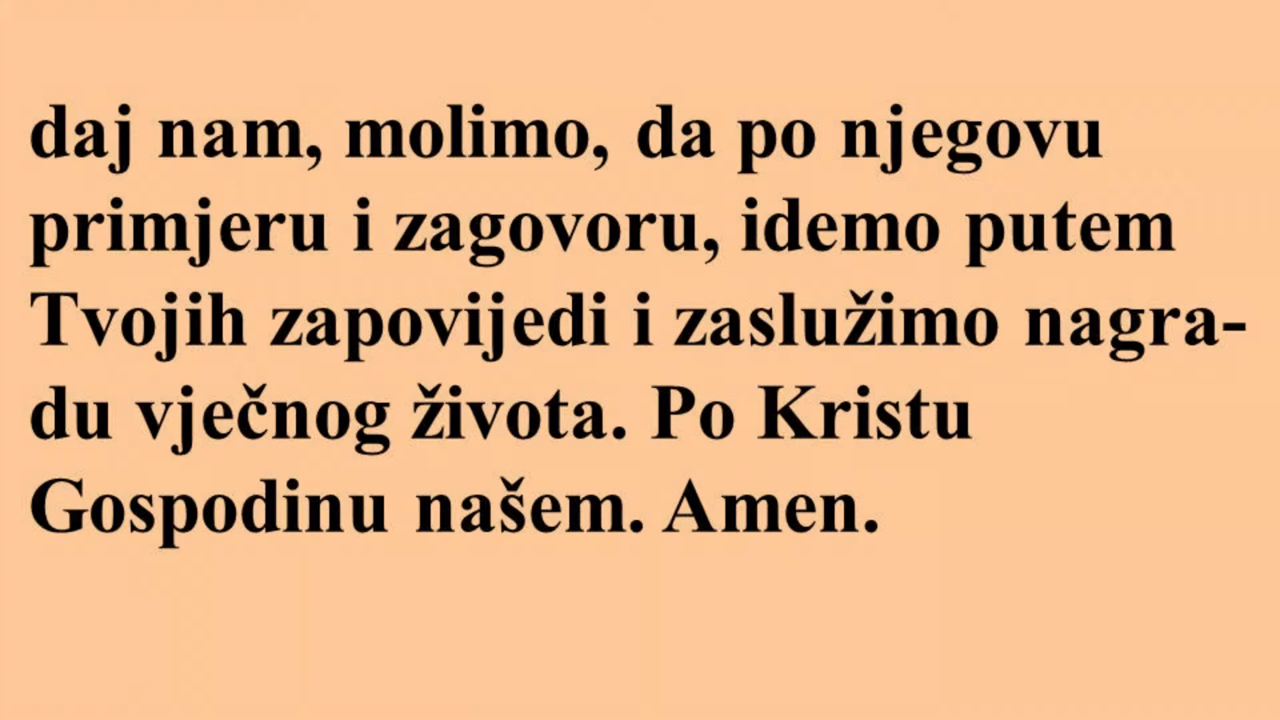 daj nam, molimo, da po njegovu
primjeru i zagovoru, idemo putem
Tvojih zapovijedi i zaslužimo nagra-
du vječnog života. Po Kristu
Gospodinu našem. Amen.